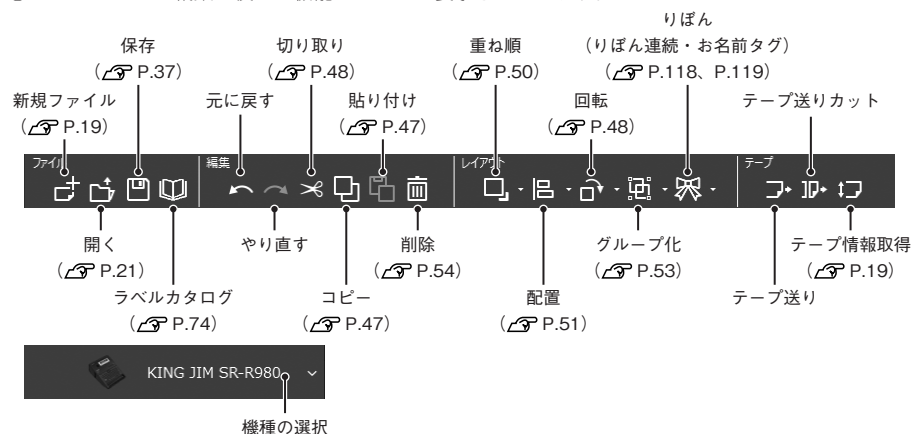 りぼん
保存
切り取り
重ね順
（りぼん連続・お名前タグ）
（P.37）
（P.48）
（P.50）
（P.118、P.119）
新規ファイル
元に戻す
貼り付け
回転
テープ送りカット
（P.19）
（P.47）
（P.48）
ファイル
編集
レイアウト
テープ
開く
やり直す
削除
グループ化
テープ情報取得
（P.21）
（P.54）
（P.53）
（P.19）
ラベルカタログ
コピー
配置
テープ送り
（P.74）
（P.47）
（P.51）
KING JIM SR-R980
機種の選択